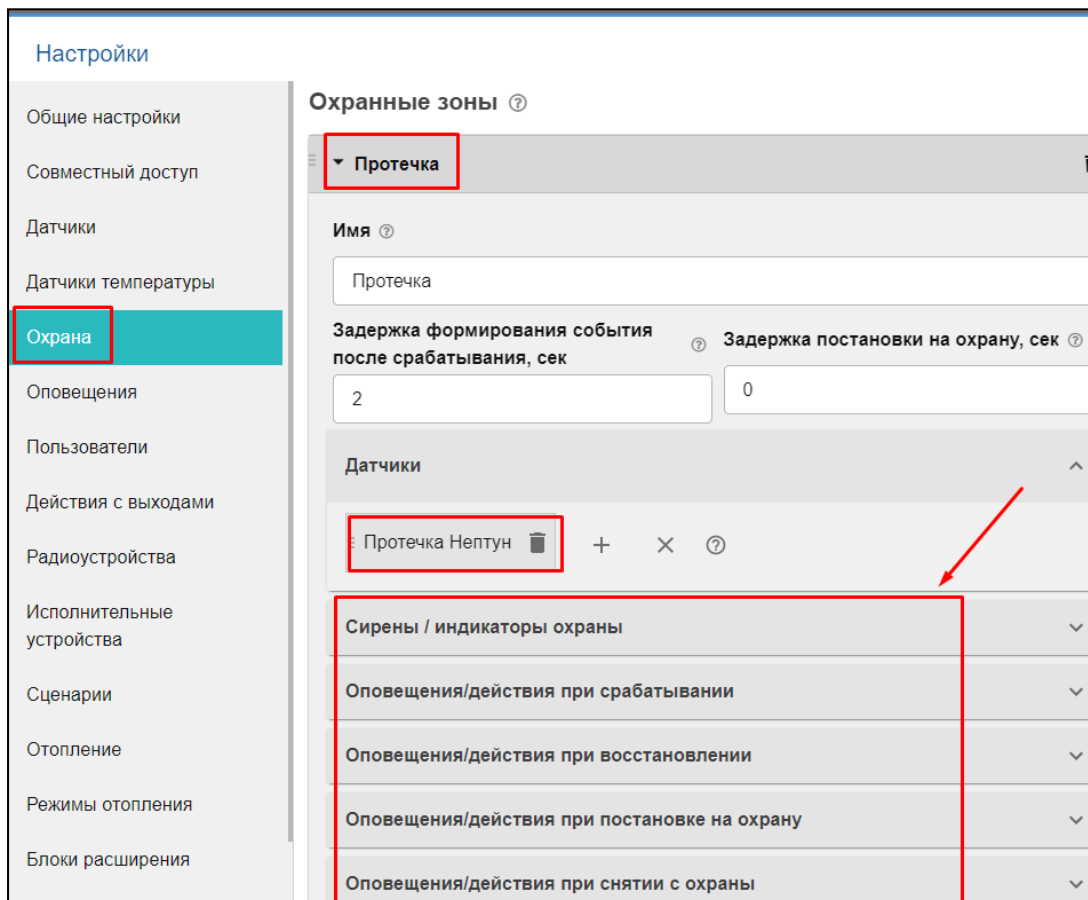 Настройки
Общие настройки
Совместный доступ
Датчики
Датчики температуры
Охрана
Оповещения
Пользователи
Действия с выходами
Радиоустройства
Исполнительные
устройства
Сценарии
Отопление
Режимы отопления
Блоки расширения
Охранные зоны
Протечка
Имя
Протечка
Задержка формирования события
после срабатывания, сек
2
Задержка постановки на охрану, сек
0
Датчики
Протечка Нептун
Сирены / индикаторы охраны
Оповещения/действия при срабатывании
Оповещения/действия при восстановлении
Оповещения/действия при постановке на охрану
Оповещения/действия при снятии с охраны